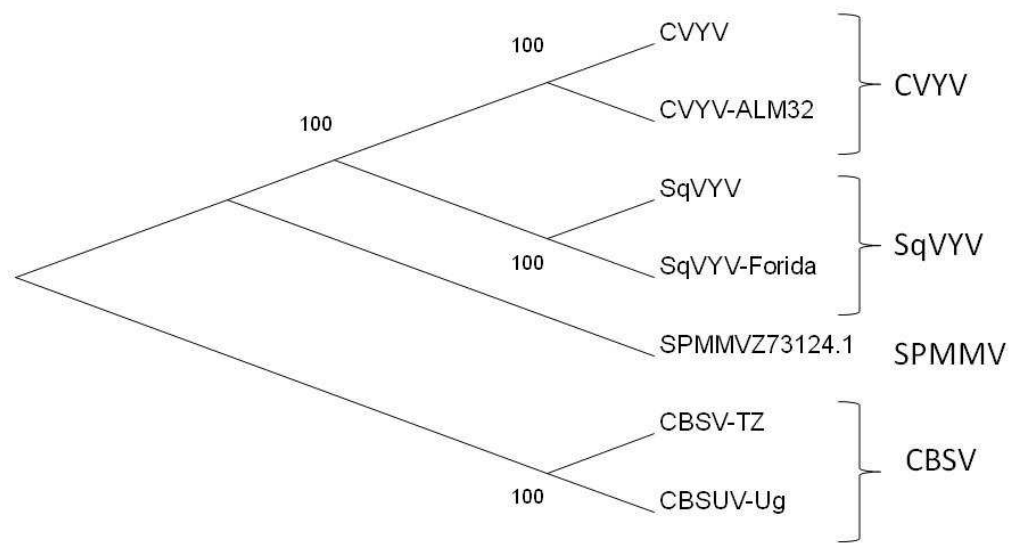 CVYV
100
CVYV
CVYV-ALM32
100
SqVYV
SqVYV
100
SqVYV-Forida
SPMMVZ73124.1
SPMMV
CBSV-TZ
CBSV
100
CBSUV-Ug